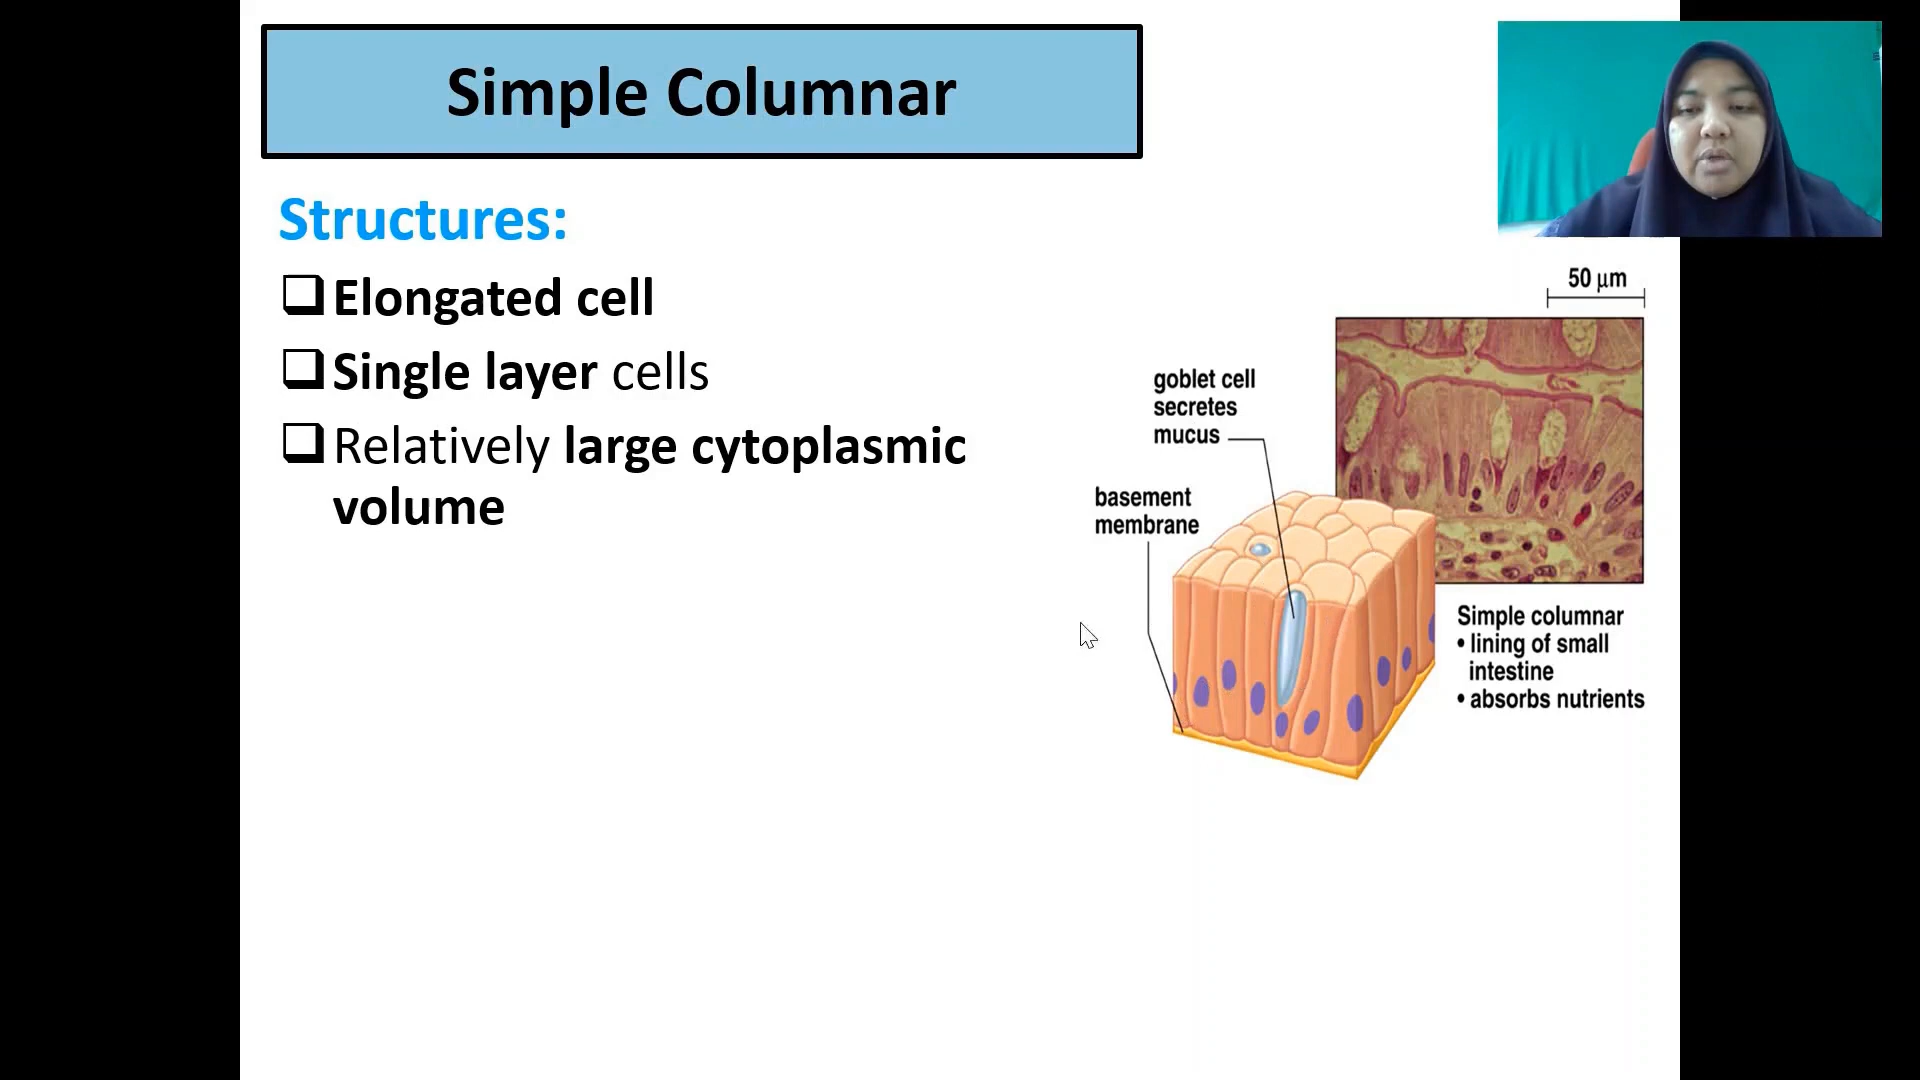 Simple Columnar
Structures:
Elongated cell
Single layer cells
Relatively large cytoplasmic
volume
50 µm
goblet cell
secretes
mucus
basement
membrane
Simple columnar
• lining of small
intestine
• absorbs nutrients